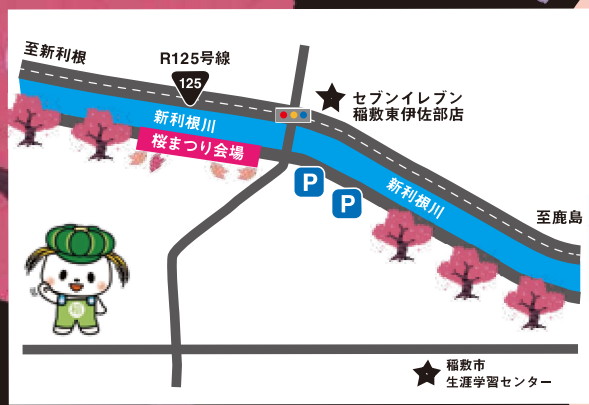 至新利根
R125号線
125
セブンイレブン
稲敷東伊佐部店
新利根川
桜まつり会場
P
P
新利根川
至鹿島
稲敷市
生涯学習センター